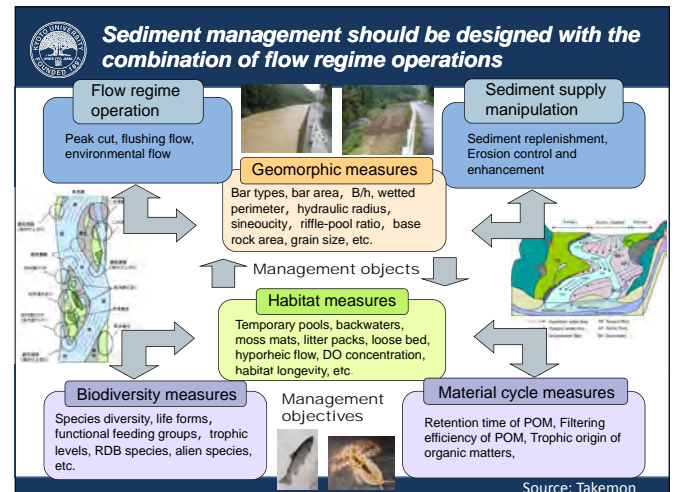 KYOTO UNIVERSITY
FOUNDED 1897
Sediment management should be designed with the
combination of flow regime operations
Flow regime
operation
Peak cut, flushing flow,
environmental flow
Sediment supply
manipulation
Sediment replenishment,
Erosion control and
enhancement
Geomorphic measures
Bar types, bar area, B/h, wetted
perimeter, hydraulic radius,
sineoucity, riffle-pool ratio, base
rock area, grain size, etc.
Management objects
Habitat measures
Temporary pools, backwaters,
moss mats, litter packs, loose bed,
hyporheic flow, DO concentration,
habitat longevity, etc.
Biodiversity measures
Species diversity, life forms,
functional feeding groups, trophic
levels, RDB species, alien species,
etc.
Management
objectives
Material cycle measures
Retention time of POM, Filtering
efficiency of POM, Trophic origin of
organic matters,
Source: Takemon